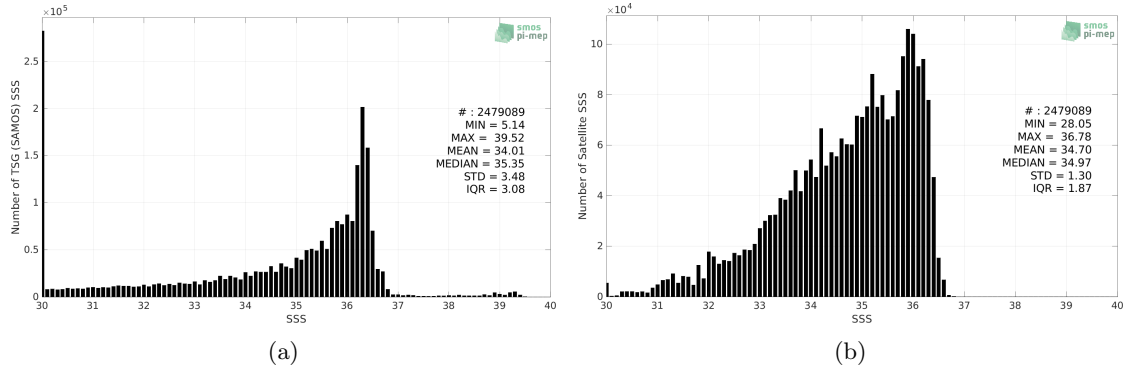 ×10^5
smos
pi-mep
Number of TSG (SAMOS) SSS
2.5
2
1.5
1
0.5
0
# : 2479089
MIN = 5.14
MAX = 39.52
MEAN = 34.01
MEDIAN = 35.35
STD = 3.48
IQR = 3.08
30 31 32 33 34 35 36 37 38 39 40
SSS
(a)
×10^4
smos
pi-mep
Number of Satellite SSS
10
8
6
4
2
0
# : 2479089
MIN = 28.05
MAX = 36.78
MEAN = 34.70
MEDIAN = 34.97
STD = 1.30
IQR = 1.87
30 31 32 33 34 35 36 37 38 39 40
SSS
(b)